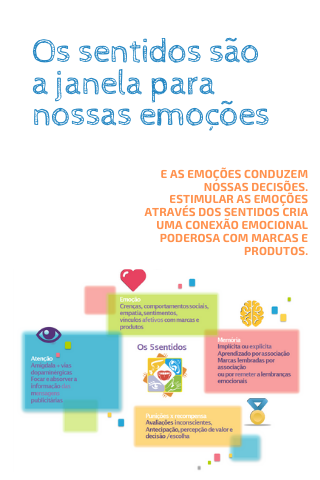 Os sentidos são
a janela para
nossas emoções
E AS EMOÇÕES CONDUZEM
NOSSAS DECISÕES.
ESTIMULAR AS EMOÇÕES
ATRAVÉS DOS SENTIDOS CRIA
UMA CONEXÃO EMOCIONAL
PODEROSA COM MARCAS E
PRODUTOS.
Emoção
Crenças, comportamentos sociais,
empatia, sentimentos,
vínculos afetivos com marcas e
produtos
Os 5 sentidos
Memória
Implícita ou explícita
Aprendizado por associação
Marcas lembradas por
associação
ou por remeter a lembranças
emocionais
Atenção
Amígdala + vias
dopaminérgicas
Focar e absorver a
informação das
mensagens
publicitárias
Punições x recompensa
Avaliações inconscientes,
Antecipação, percepção de valor e
decisão / escolha